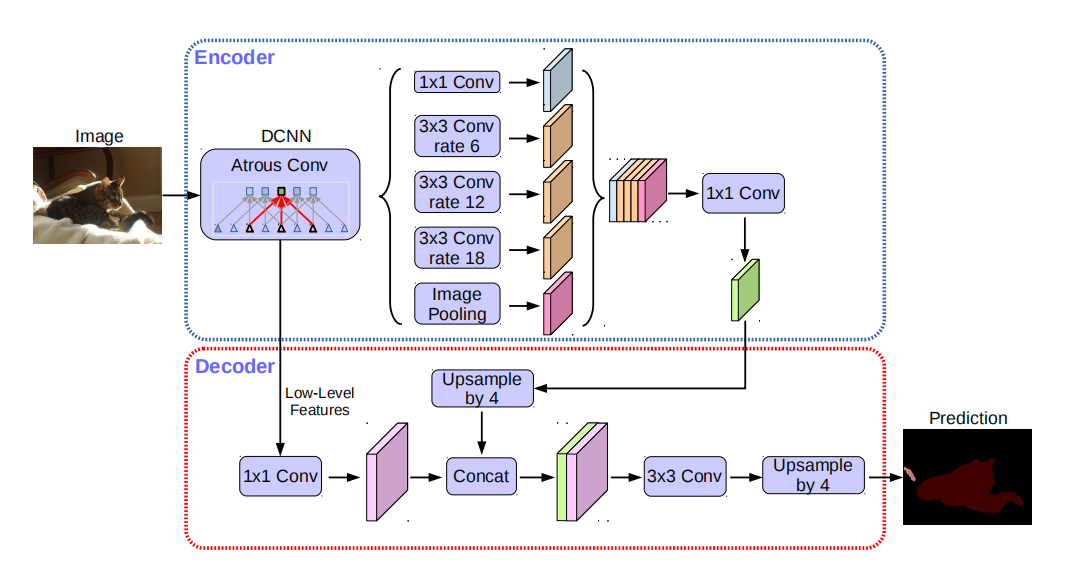 Encoder
Image
DCNN
Atrous Conv
1x1 Conv
3x3 Conv
rate 6
3x3 Conv
rate 12
3x3 Conv
rate 18
Image
Pooling
1x1 Conv
Decoder
Low-Level
Features
Upsample
by 4
1x1 Conv
Concat
3x3 Conv
Upsample
by 4
Prediction